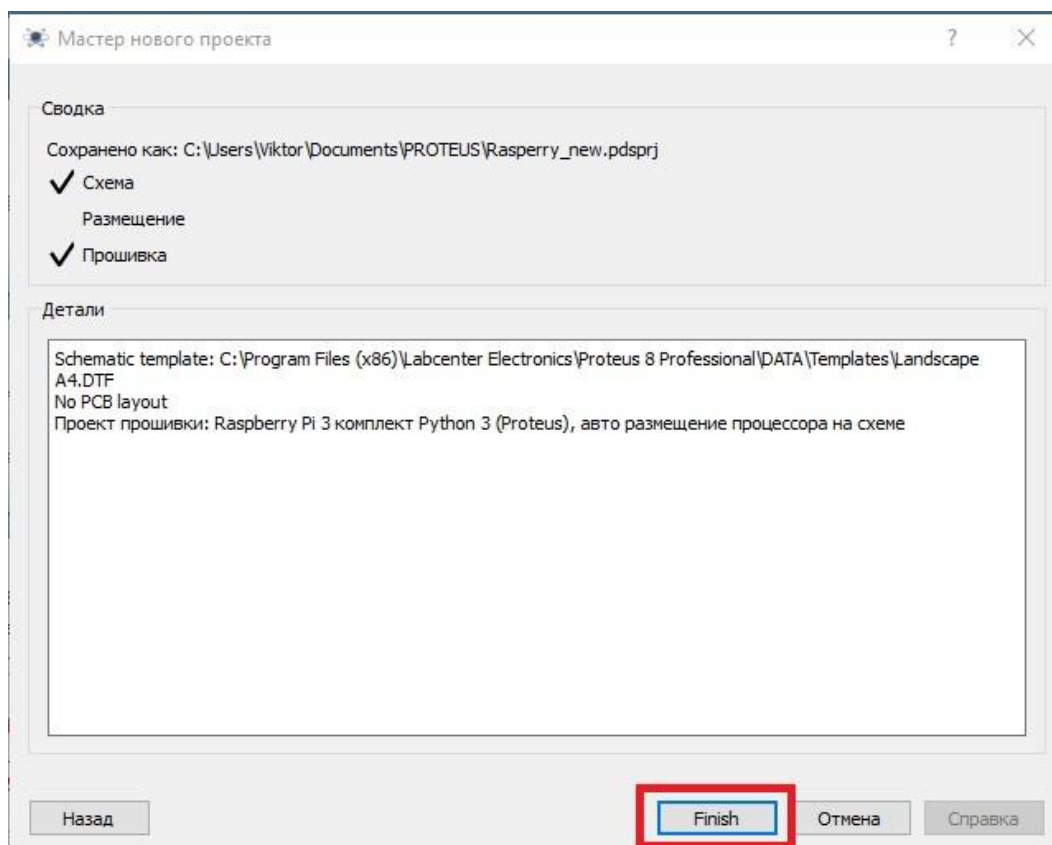 Мастер нового проекта
?
Сводка
Сохранено как: C:\Users\Viktor\Documents\PROTEUS\Rasperry_new.pdsprj
Схема
Размещение
Прошивка
Детали
Schematic template: C:\Program Files (x86)\Labcenter Electronics\Proteus 8 Professional\DATA\Templates\Landscape
A4.DTF
No PCB layout
Проект прошивки: Raspberry Pi 3 комплект Python 3 (Proteus), авто размещение процессора на схеме
Назад Finish Отмена Справка